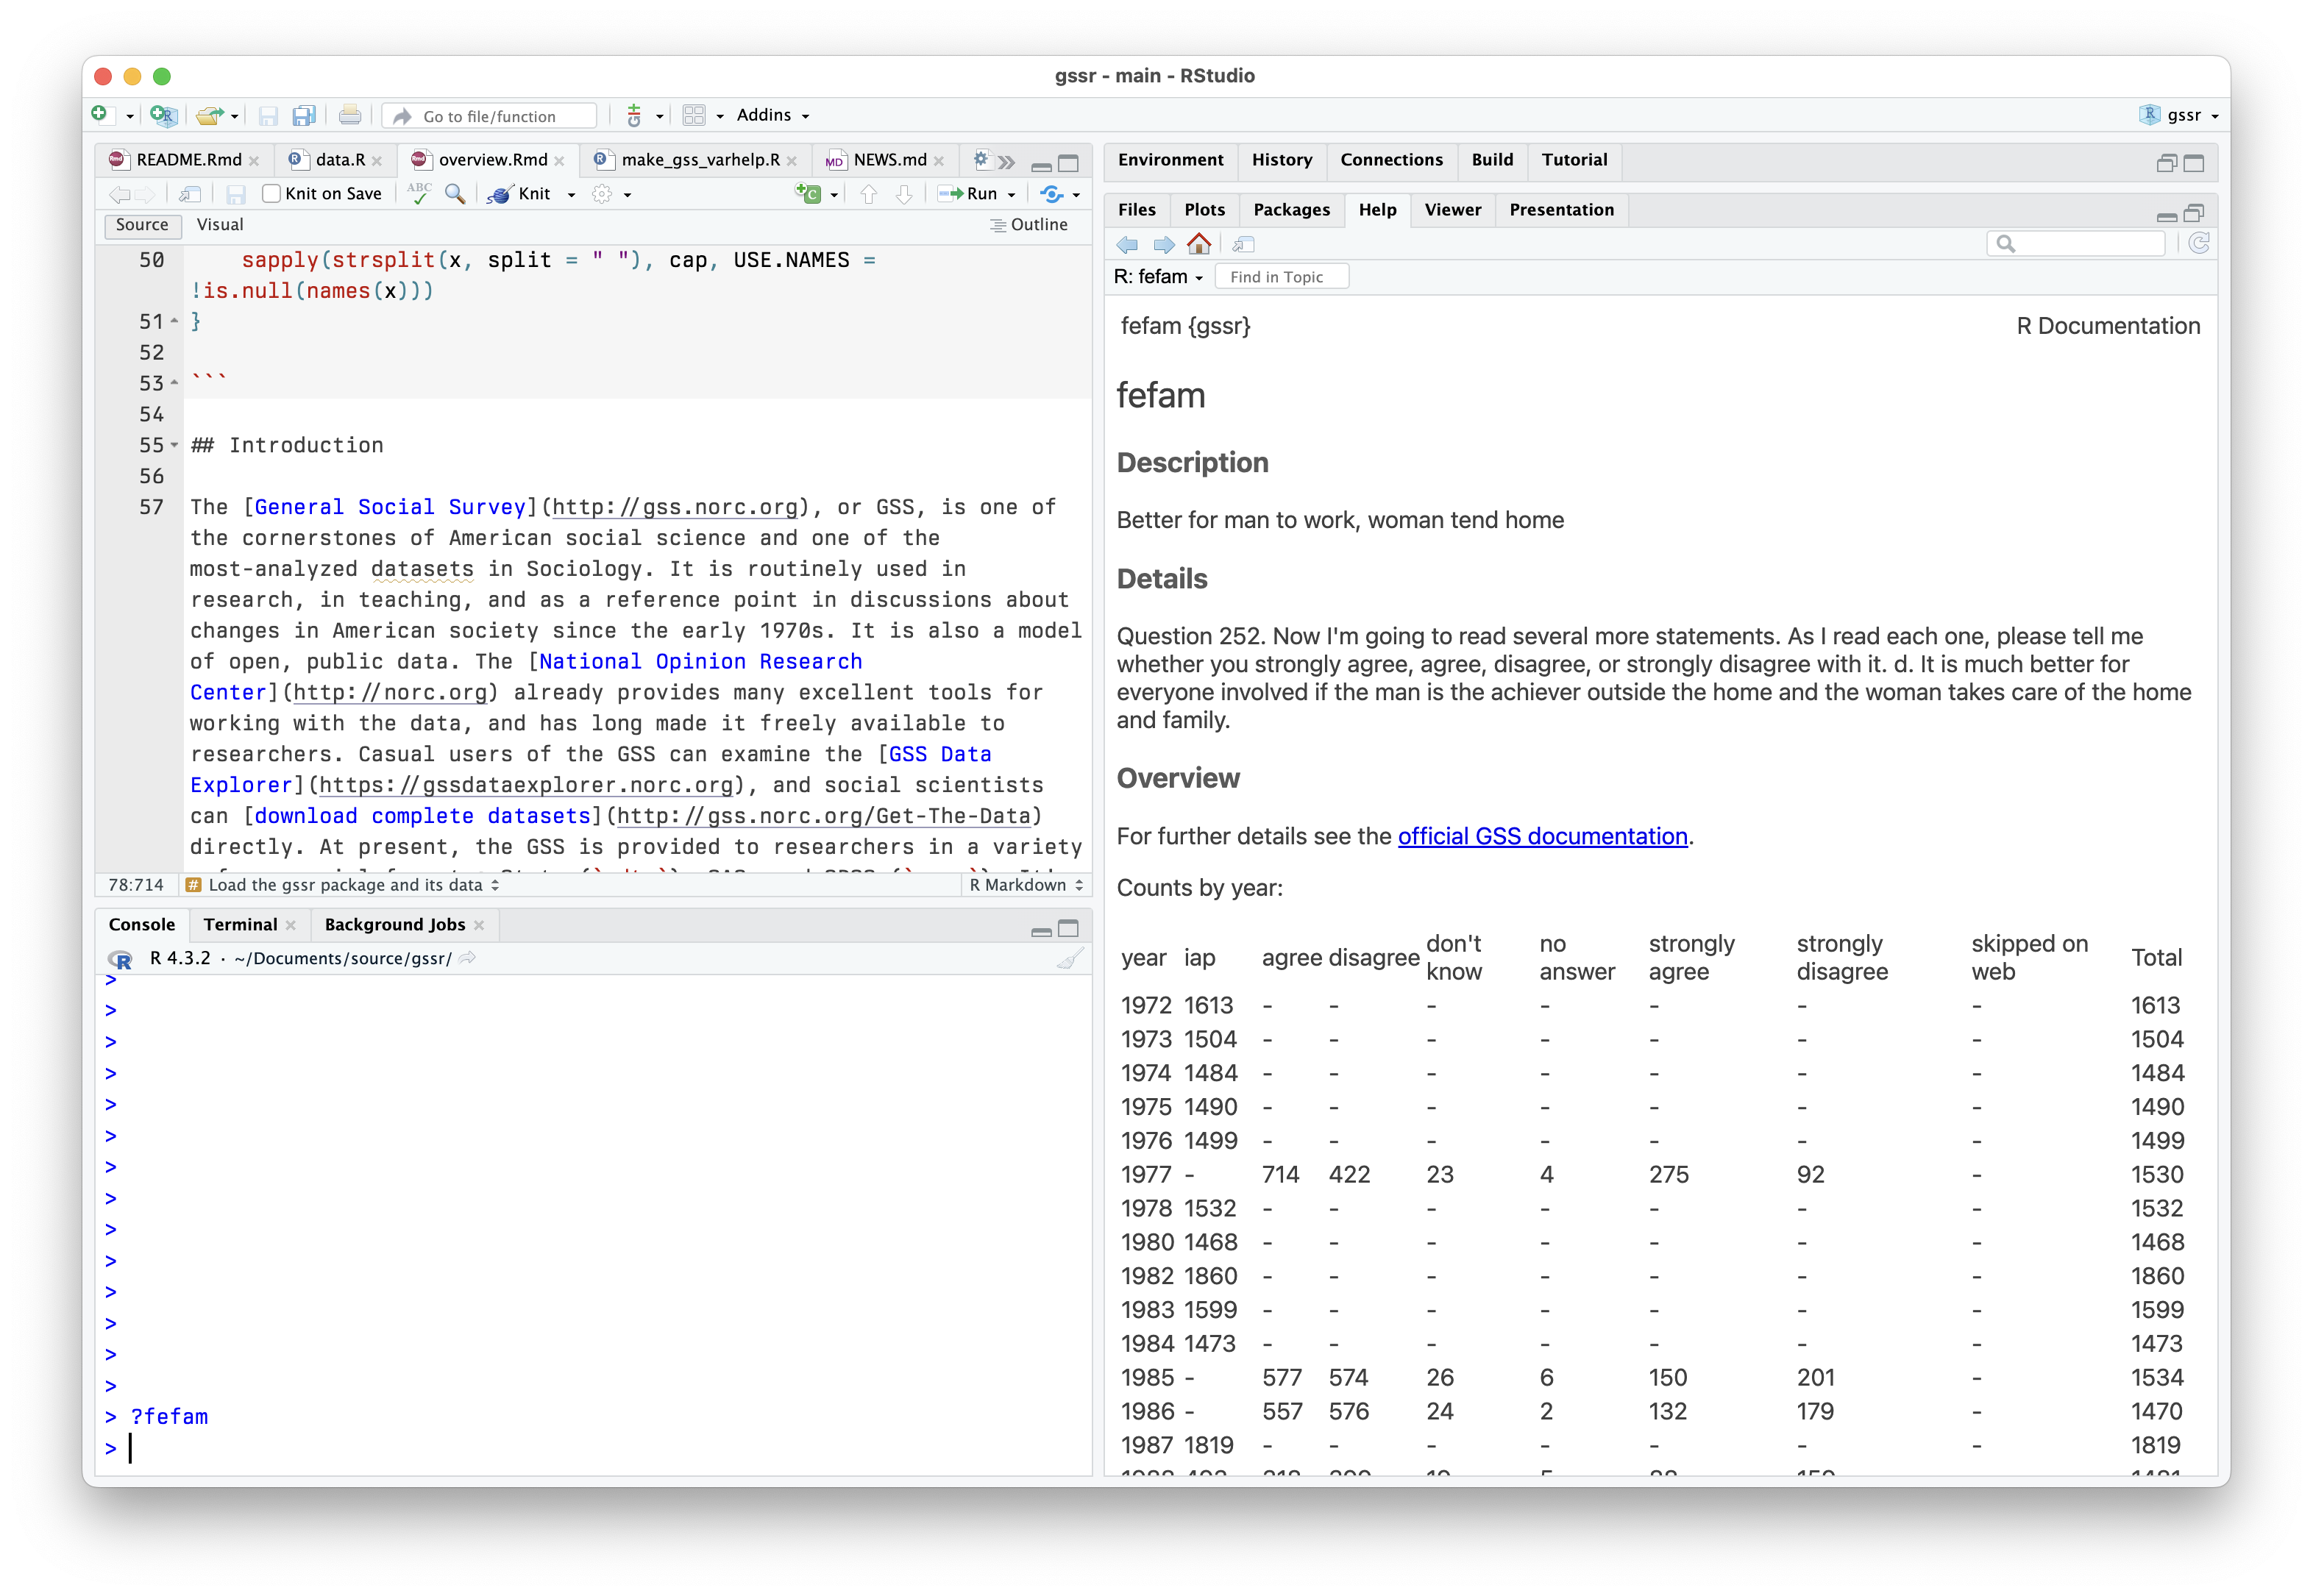 gssr - main - RStudio
Go to file/function
Addins
gssr
README.Rmd
data.R
overview.Rmd
make_gss_varhelp.R
NEWS.md
Knit on Save
ABC
Knit
Run
Source
Visual
Outline
50 sapply(strsplit(x, split = " "), cap, USE.NAMES =
!is.null(names(x)))
51 }
52
53 ```
54
55 ## Introduction
56
57 The [General Social Survey](http://gss.norc.org), or GSS, is one of
the cornerstones of American social science and one of the
most-analyzed datasets in Sociology. It is routinely used in
research, in teaching, and as a reference point in discussions about
changes in American society since the early 1970s. It is also a model
of open, public data. The [National Opinion Research
Center](http://norc.org) already provides many excellent tools for
working with the data, and has long made it freely available to
researchers. Casual users of the GSS can examine the [GSS Data
Explorer](https://gssdataexplorer.norc.org), and social scientists
can [download complete datasets](http://gss.norc.org/Get-The-Data)
directly. At present, the GSS is provided to researchers in a variety
78:714
# Load the gssr package and its data
R Markdown
Console
Terminal
Background Jobs
R 4.3.2 · ~/Documents/source/gssr/
>
>
>
>
>
>
>
>
>
>
>
>
>
>
> ?fefam
>
Environment
History
Connections
Build
Tutorial
Files
Plots
Packages
Help
Viewer
Presentation
R: fefam
Find in Topic
fefam {gssr}
R Documentation
fefam
Description
Better for man to work, woman tend home
Details
Question 252. Now I'm going to read several more statements. As I read each one, please tell me
whether you strongly agree, agree, disagree, or strongly disagree with it. d. It is much better for
everyone involved if the man is the achiever outside the home and the woman takes care of the home
and family.
Overview
For further details see the official GSS documentation.
Counts by year:
year iap agree disagree don't know no answer strongly agree strongly disagree skipped on web Total
1972 1613 - - - - - - - 1613
1973 1504 - - - - - - - 1504
1974 1484 - - - - - - - 1484
1975 1490 - - - - - - - 1490
1976 1499 - - - - - - - 1499
1977 - 714 422 23 4 275 92 - 1530
1978 1532 - - - - - - - 1532
1980 1468 - - - - - - - 1468
1982 1860 - - - - - - - 1860
1983 1599 - - - - - - - 1599
1984 1473 - - - - - - - 1473
1985 - 577 574 26 6 150 201 - 1534
1986 - 557 576 24 2 132 179 - 1470
1987 1819 - - - - - - - 1819